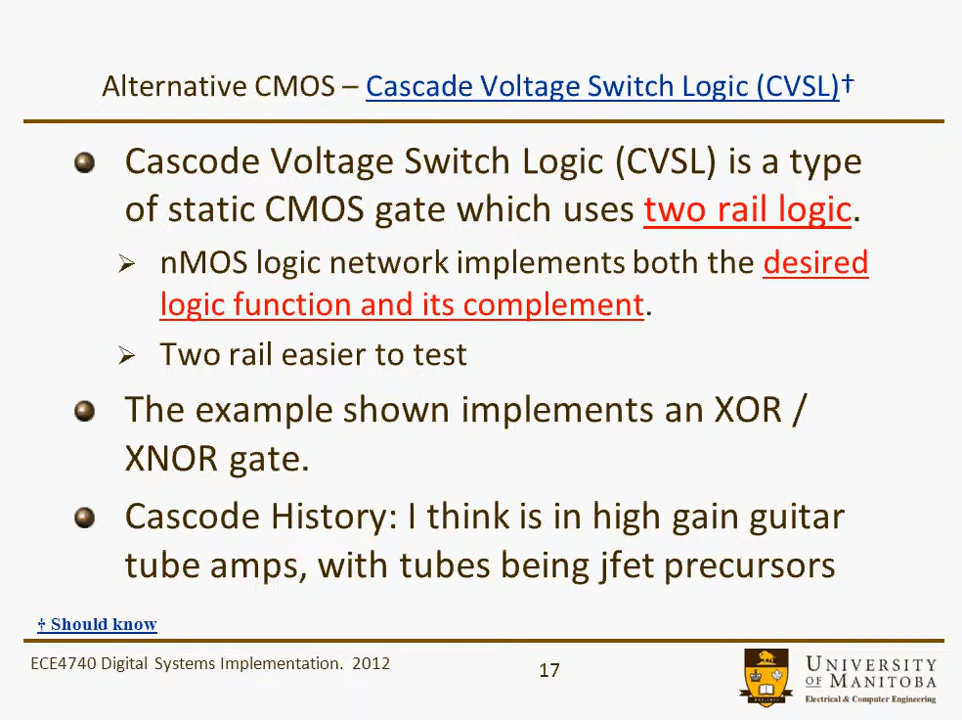 Alternative CMOS – Cascade Voltage Switch Logic (CVSL)†
Cascode Voltage Switch Logic (CVSL) is a type
of static CMOS gate which uses two rail logic.
nMOS logic network implements both the desired
logic function and its complement.
Two rail easier to test
The example shown implements an XOR /
XNOR gate.
Cascode History: I think is in high gain guitar
tube amps, with tubes being jfet precursors
† Should know
ECE4740 Digital Systems Implementation. 2012
17
UNIVERSITY
OF MANITOBA
Electrical & Computer Engineering